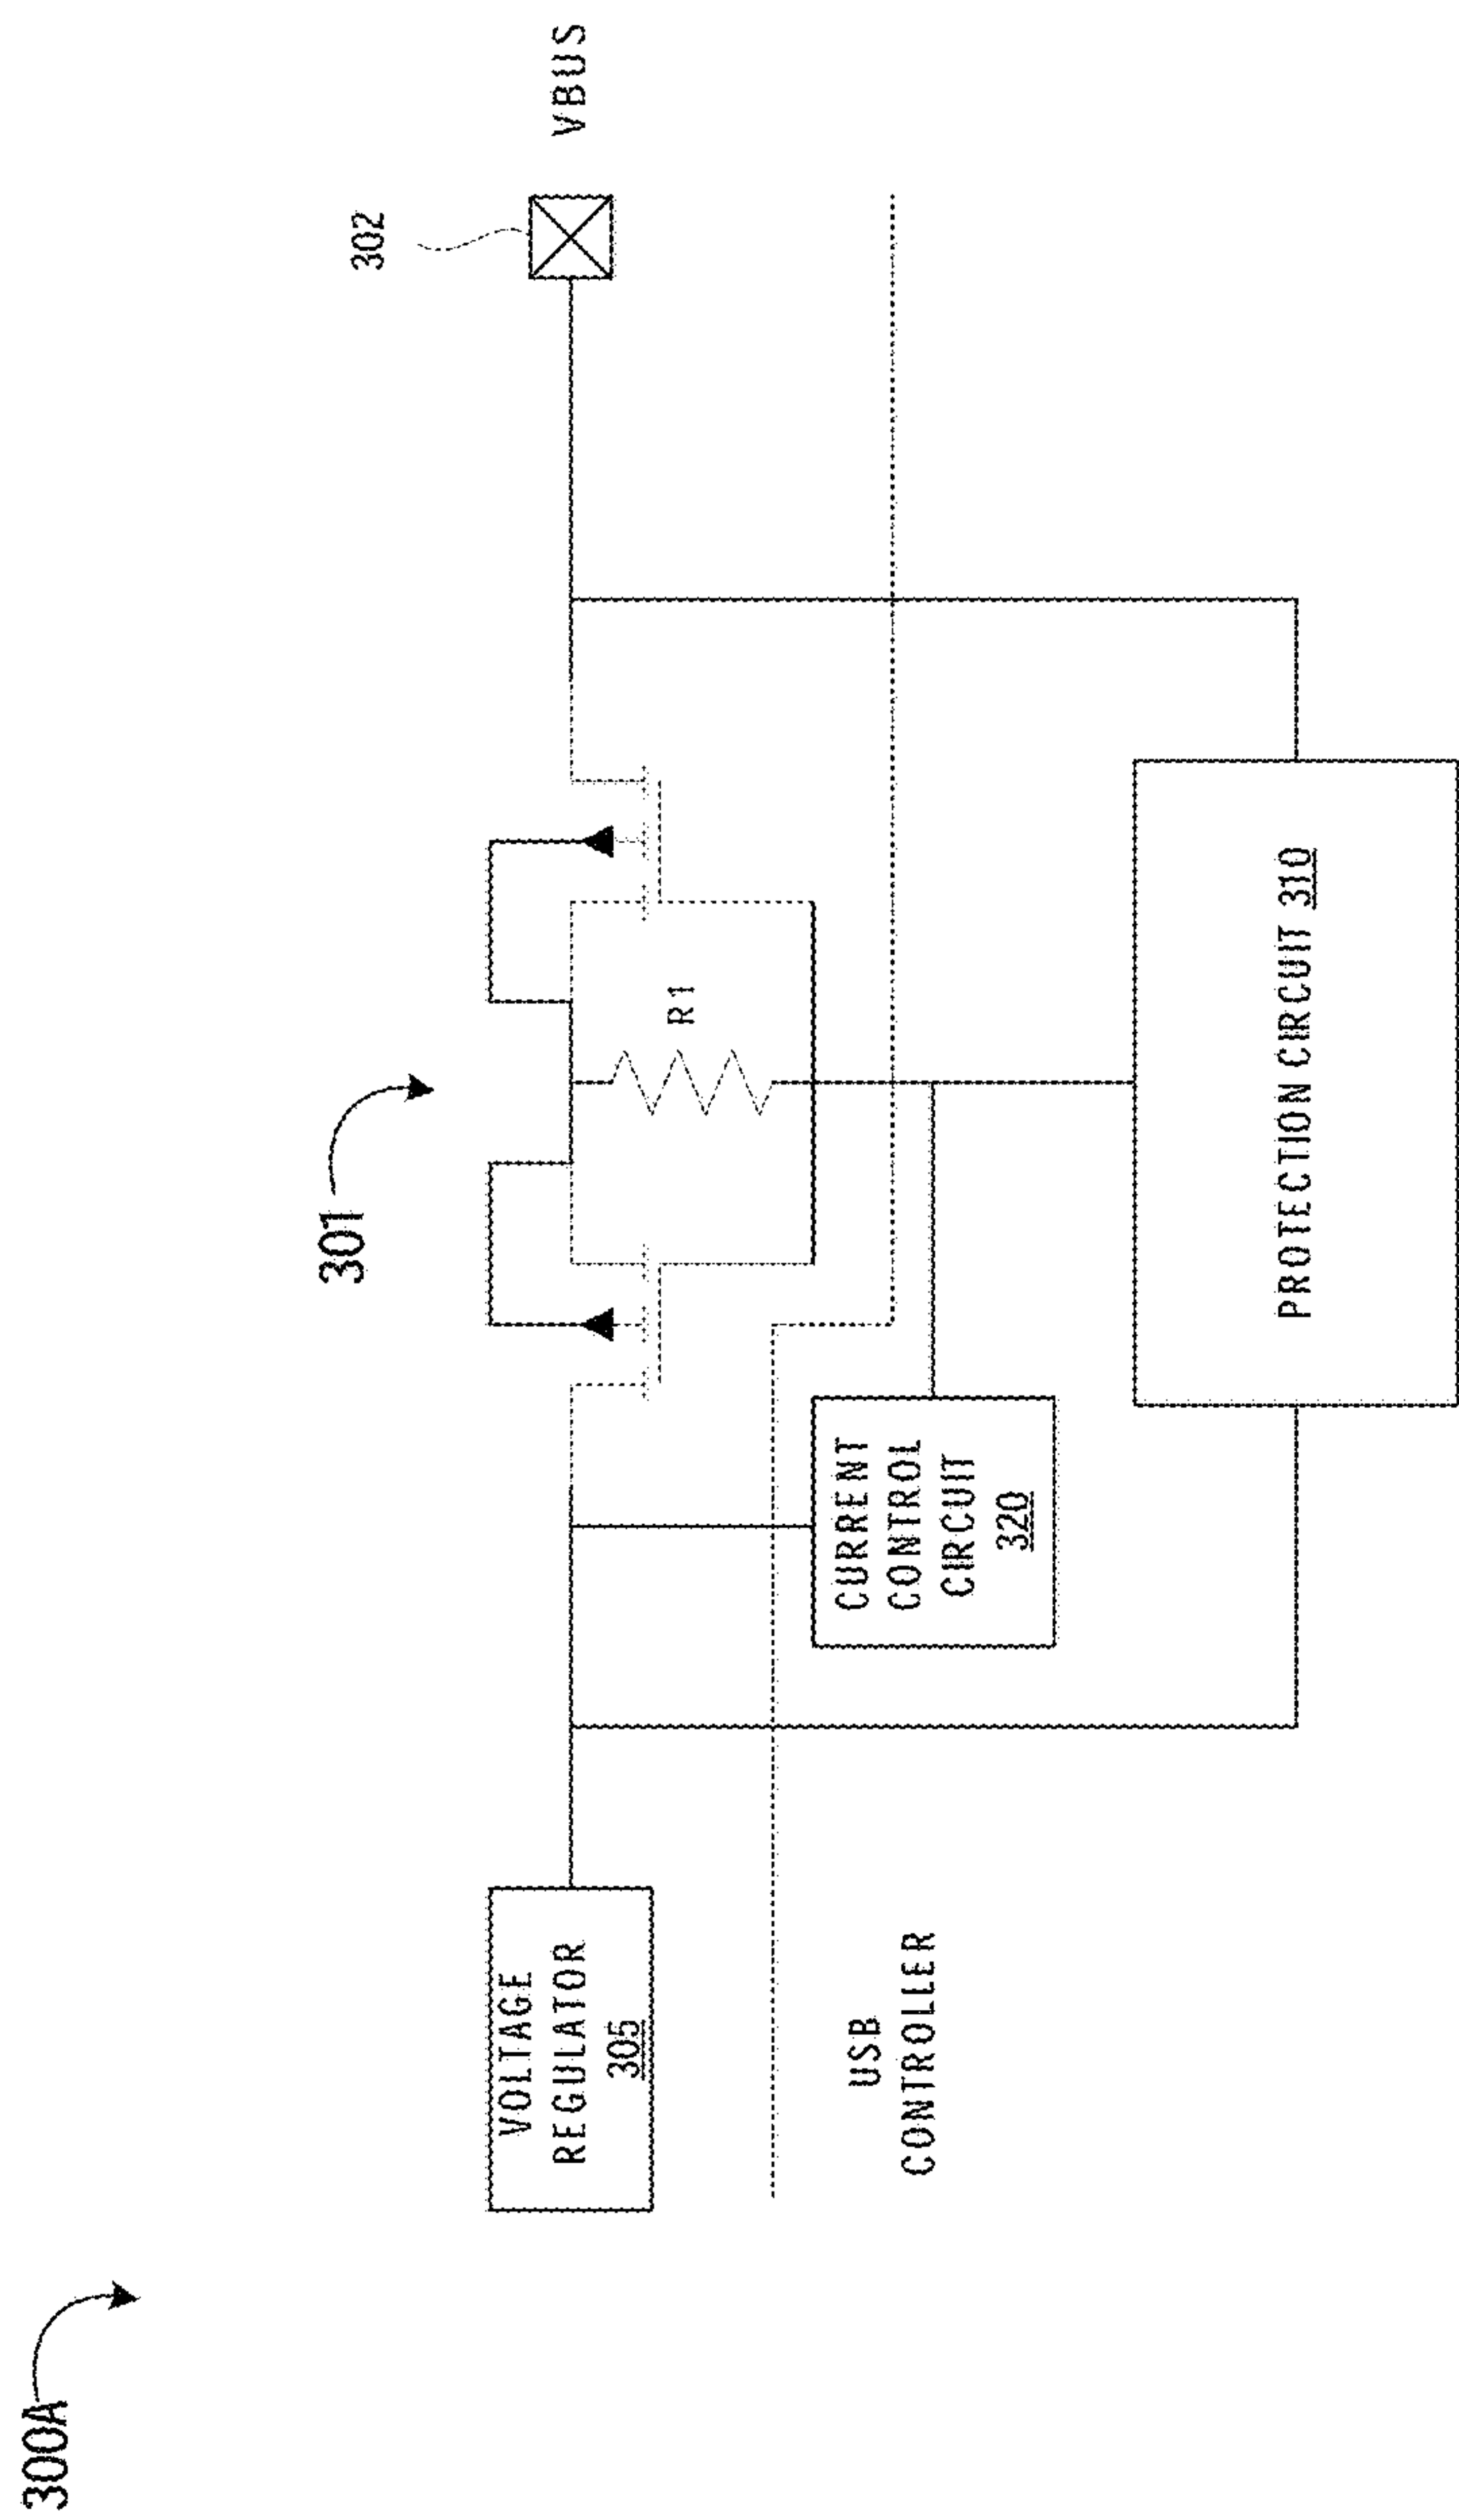 300A
301
302
VBUS
R1
VOLTAGE
REGULATOR
305
CURRENT
CONTROL
CIRCUIT
320
USB
CONTROLLER
PROTECTION CIRCUIT 310